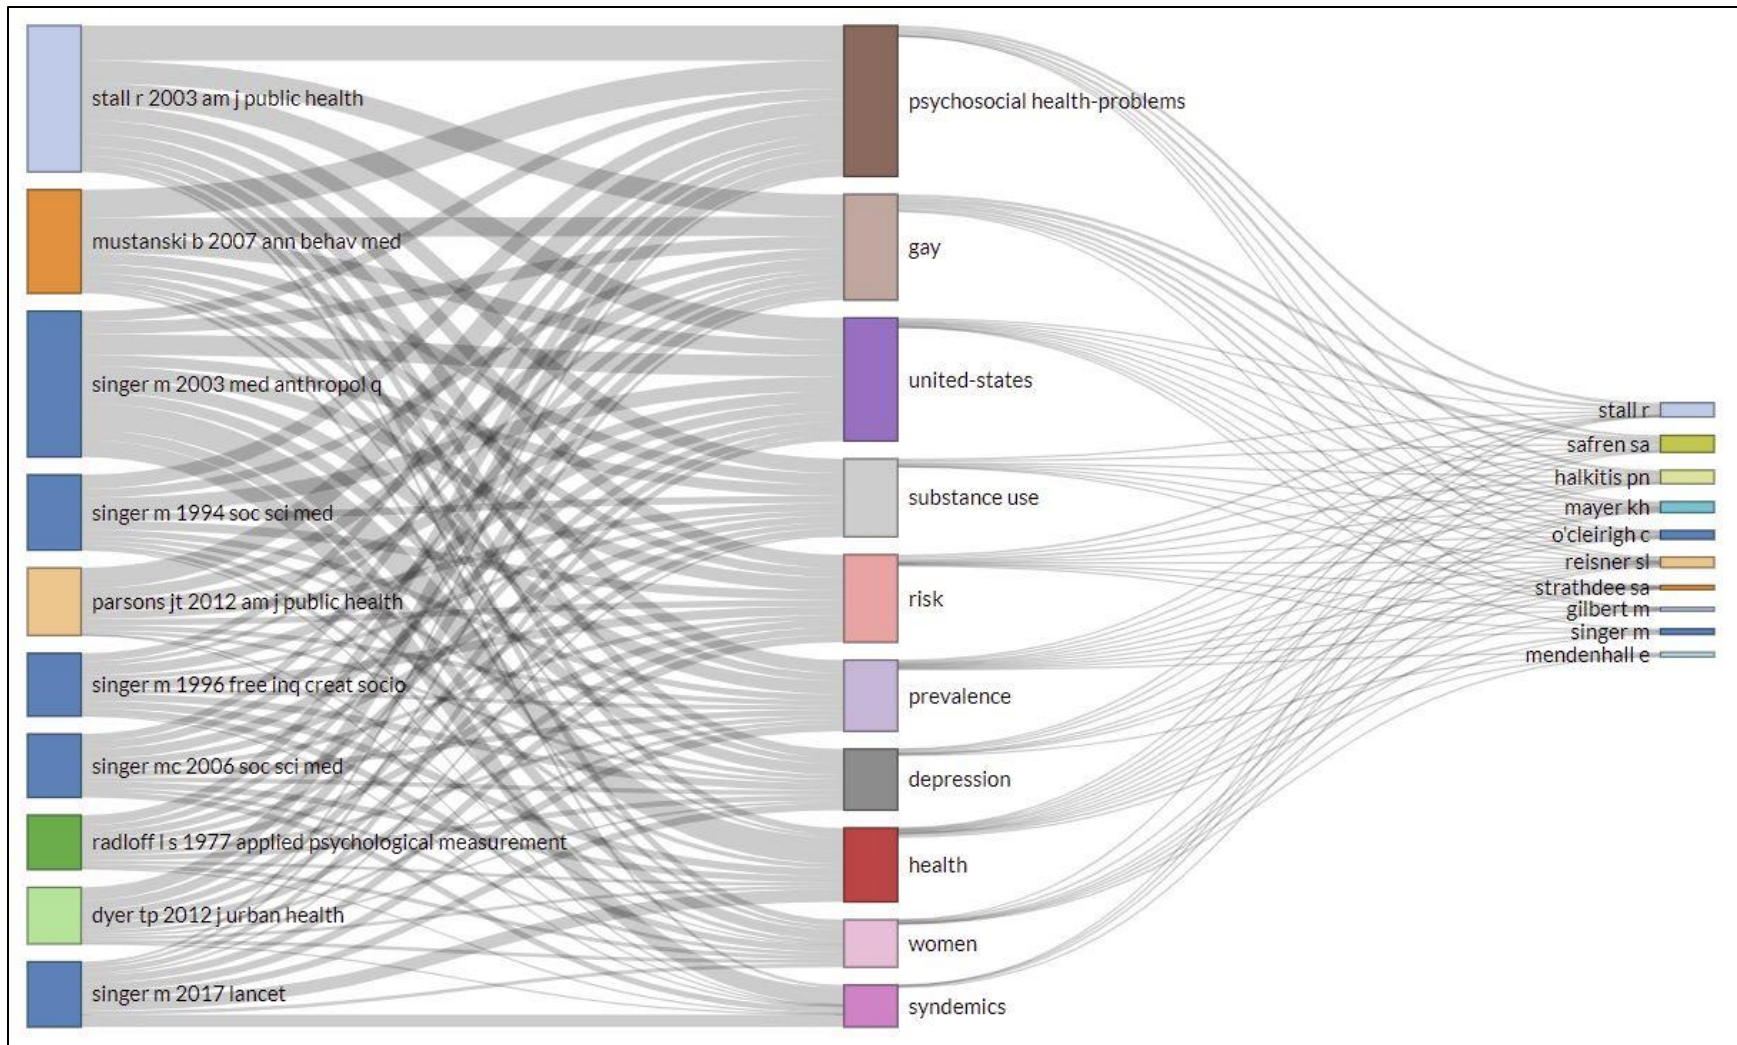 stall r 2003 am j public health
mustanski b 2007 ann behav med
singer m 2003 med anthropol q
singer m 1994 soc sci med
parsons jt 2012 am j public health
singer m 1996 free inq creat socio
singer mc 2006 soc sci med
radloff l s 1977 applied psychological measurement
dyer tp 2012 j urban health
singer m 2017 lancet
psychosocial health-problems
gay
united-states
substance use
risk
prevalence
depression
health
women
syndemics
stall r
safren sa
halkitis pn
mayer kh
o'cleirigh c
reisner sl
strathdee sa
gilbert m
singer m
mendenhall e